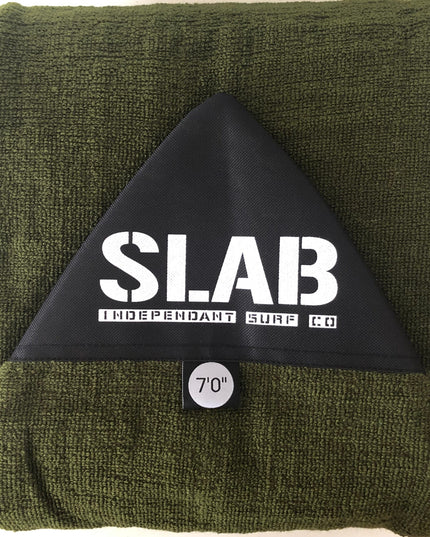 SLAB
INDEPENDANT SURF CO
7'0"